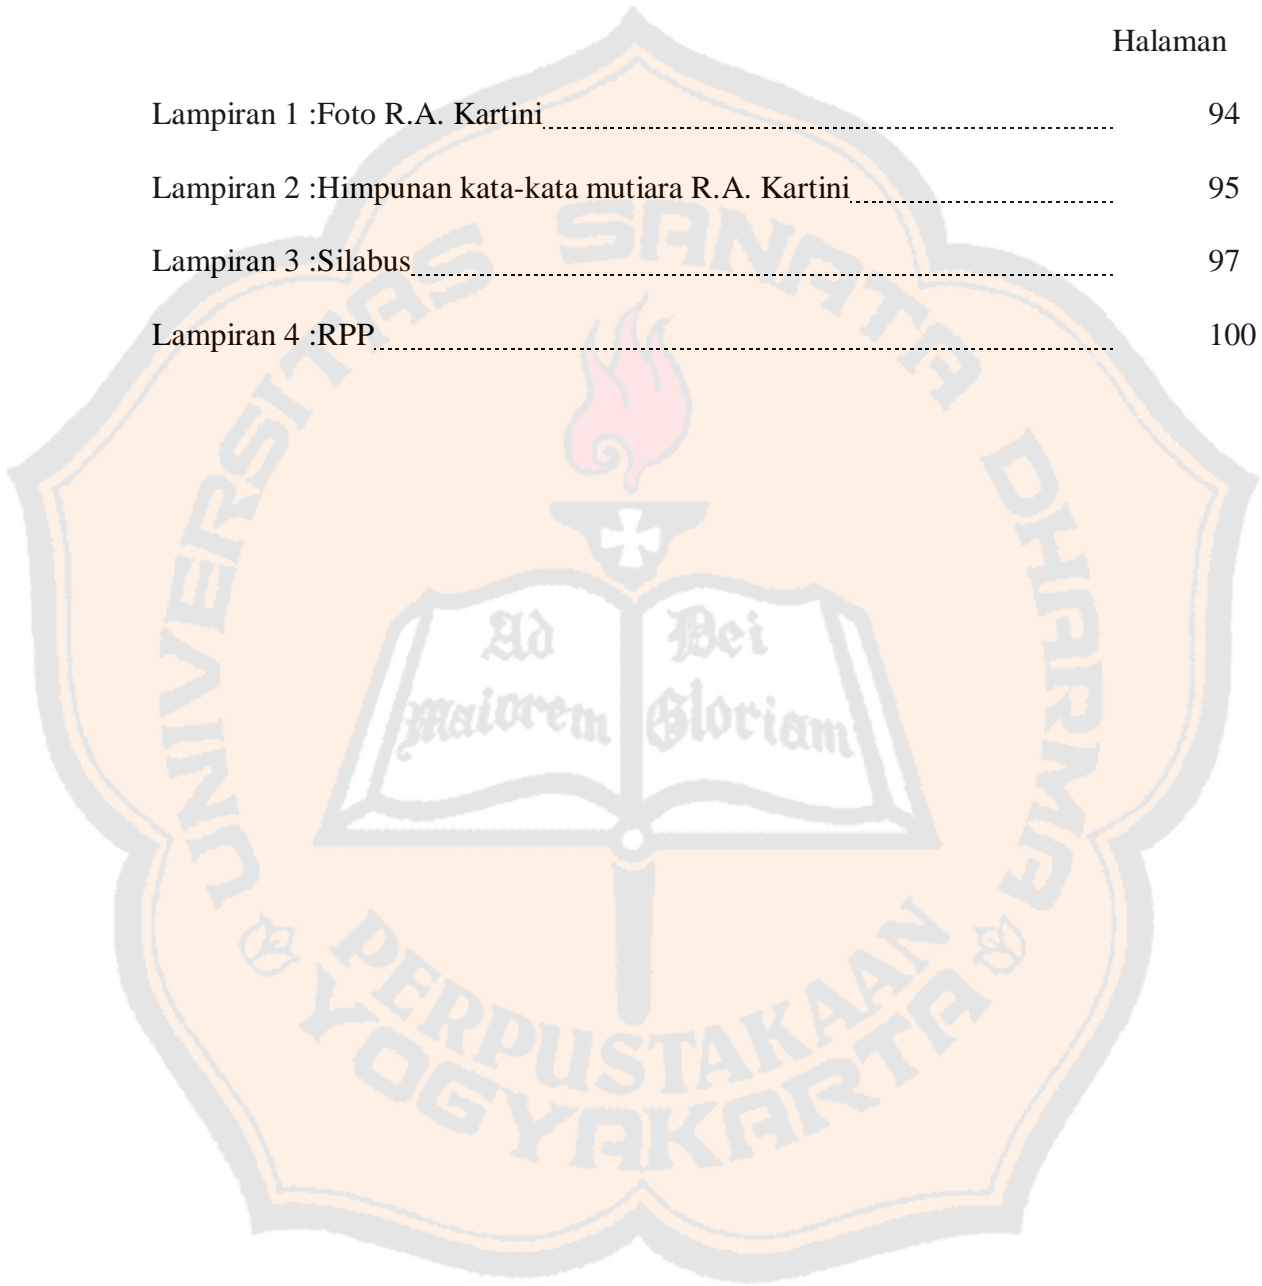 Halaman
Lampiran 1 :Foto R.A. Kartini 94
Lampiran 2 :Himpunan kata-kata mutiara R.A. Kartini 95
Lampiran 3 :Silabus 97
Lampiran 4 :RPP 100
UNIVERSITAS SANATA DHARMA
Ad Dei
maiorem Gloriam
PERPUSTAKAAN
YOGYAKARTA